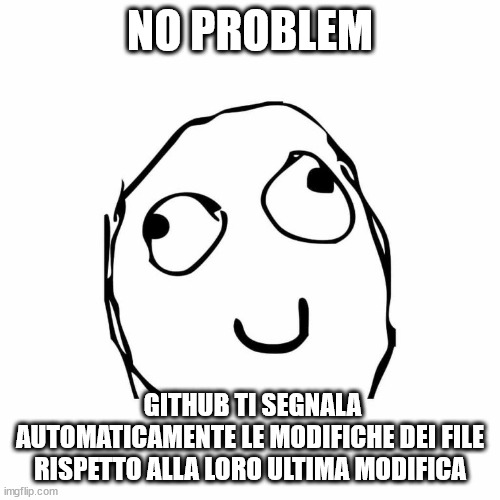 NO PROBLEM
GITHUB TI SEGNALA
AUTOMATICAMENTE LE MODIFICHE DEI FILE
RISPETTO ALLA LORO ULTIMA MODIFICA
imgflip.com